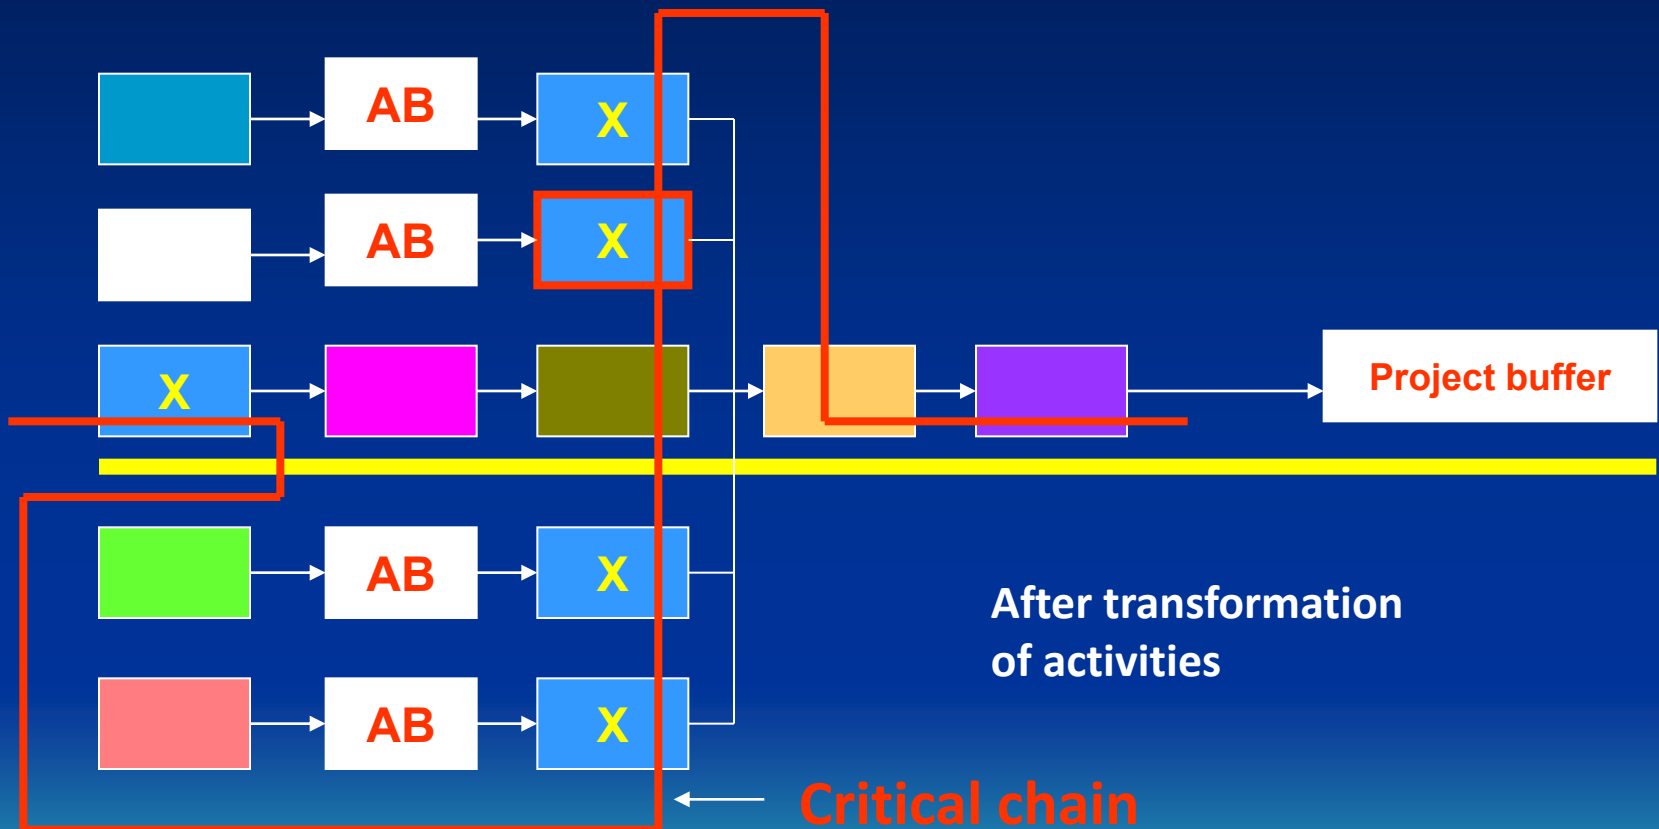 AB
X
AB
X
X
Project buffer
AB
X
After transformation
of activities
AB
X
Critical chain